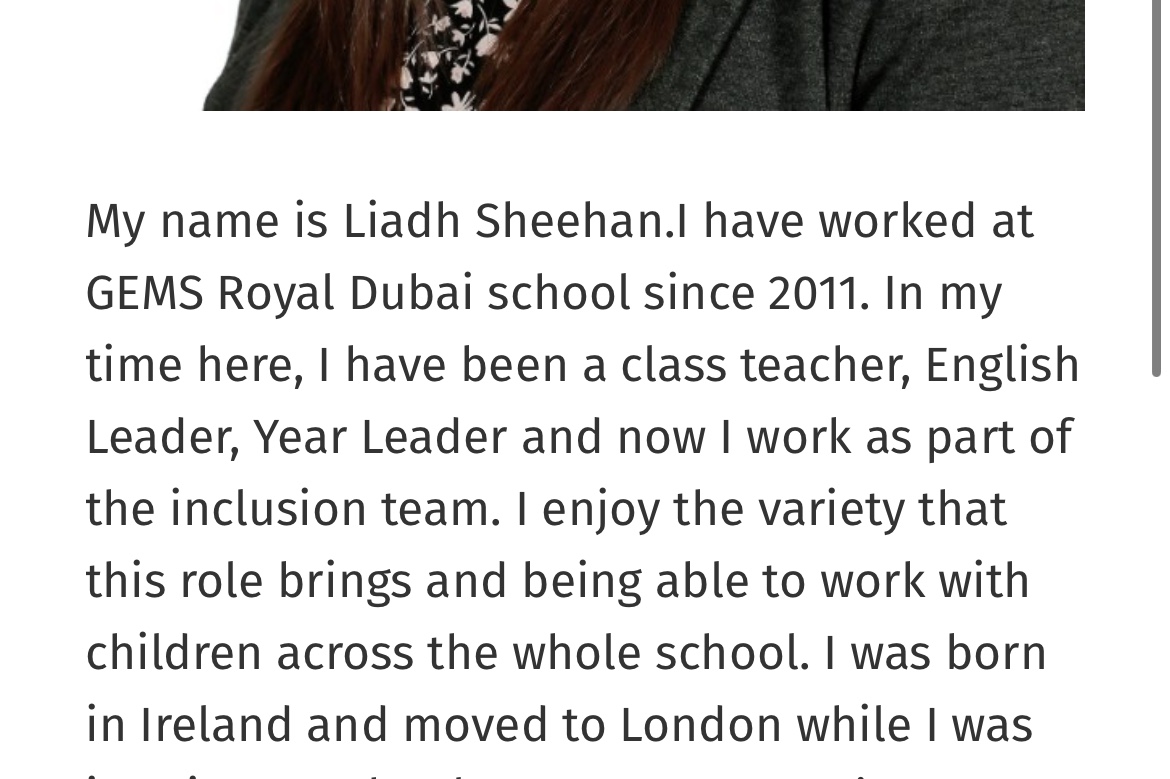 My name is Liadh Sheehan.I have worked at
GEMS Royal Dubai school since 2011. In my
time here, I have been a class teacher, English
Leader, Year Leader and now I work as part of
the inclusion team. I enjoy the variety that
this role brings and being able to work with
children across the whole school. I was born
in Ireland and moved to London while I was